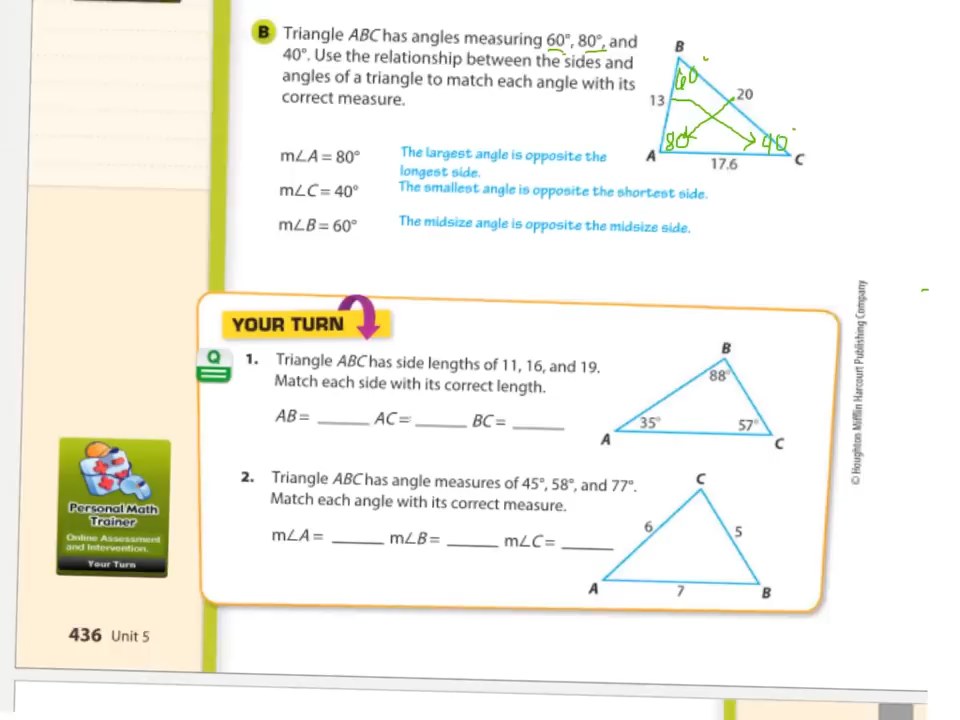 B Triangle ABC has angles measuring 60°, 80°, and
40°. Use the relationship between the sides and
angles of a triangle to match each angle with its
correct measure.
B
60°
13
20
80
40°
A
17.6
C
m∠A = 80° The largest angle is opposite the
longest side.
m∠C = 40° The smallest angle is opposite the shortest side.
m∠B = 60° The midsize angle is opposite the midsize side.
YOUR TURN
Q
1. Triangle ABC has side lengths of 11, 16, and 19.
Match each side with its correct length.
AB = ______ AC = ______ BC = ______
B
88°
35°
57°
A
C
2. Triangle ABC has angle measures of 45°, 58°, and 77°.
Match each angle with its correct measure.
m∠A = ______ m∠B = ______ m∠C = ______
C
6
5
A
7
B
Personal Math
Trainer
Online Assessment
and Intervention.
Your Turn
© Houghton Mifflin Harcourt Publishing Company
436 Unit 5